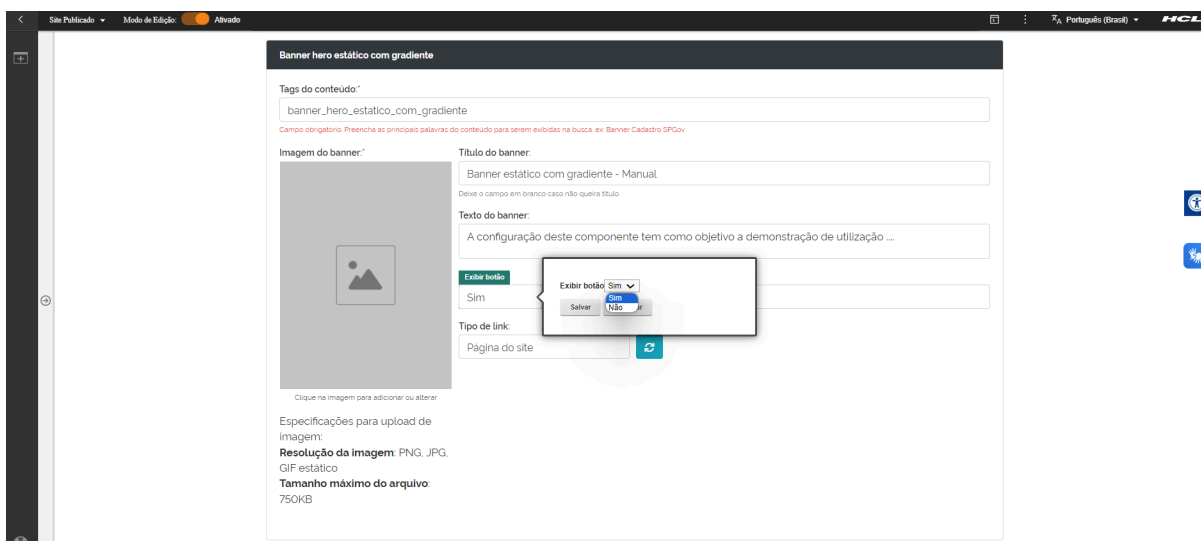 Site Publicado
Modo de Edição:
Ativado
Português (Brasil)
HCL
Banner hero estático com gradiente
Tags do conteúdo:*
banner_hero_estatico_com_gradiente
Campo obrigatório. Preencha as principais palavras do conteúdo para serem exibidas na busca. ex: Banner Cadastro SPGov
Imagem do banner:*
Título do banner:
Banner estático com gradiente - Manual
Deixe o campo em branco caso não queira título.
Texto do banner:
A configuração deste componente tem como objetivo a demonstração de utilização ....
Exibir botão
Sim
Exibir botão Sim
Sim
Não
Salvar
Tipo de link:
Página do site
Clique na imagem para adicionar ou alterar
Especificações para upload de
imagem:
Resolução da imagem: PNG, JPG,
GIF estático
Tamanho máximo do arquivo:
750KB